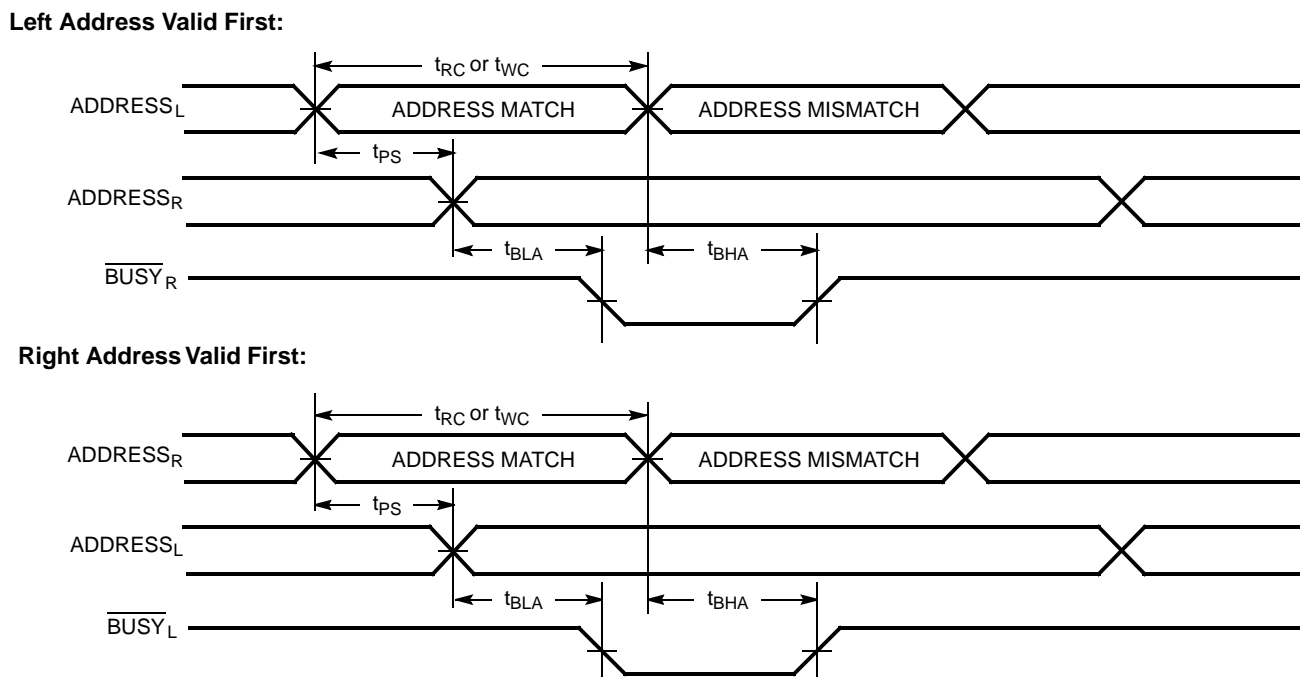 Left Address Valid First:
tRC or tWC
ADDRESSL
ADDRESS MATCH
ADDRESS MISMATCH
tPS
ADDRESSR
tBLA
tBHA
BUSYR
Right Address Valid First:
tRC or tWC
ADDRESSR
ADDRESS MATCH
ADDRESS MISMATCH
tPS
ADDRESSL
tBLA
tBHA
BUSYL